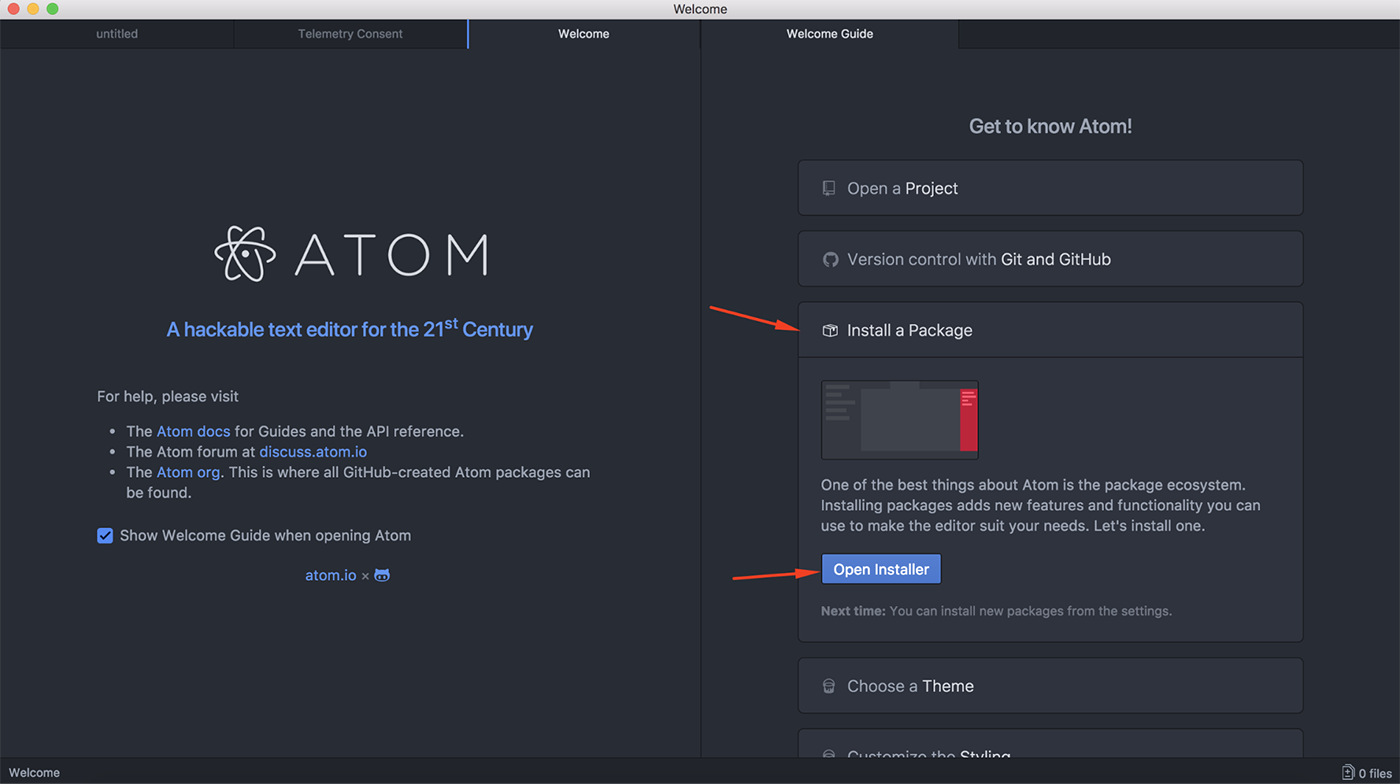 Welcome
untitled
Telemetry Consent
Welcome
Welcome Guide
ATOM
A hackable text editor for the 21st Century
For help, please visit
• The Atom docs for Guides and the API reference.
• The Atom forum at discuss.atom.io
• The Atom org. This is where all GitHub-created Atom packages can
be found.
Show Welcome Guide when opening Atom
atom.io ×
Get to know Atom!
Open a Project
Version control with Git and GitHub
Install a Package
One of the best things about Atom is the package ecosystem.
Installing packages adds new features and functionality you can
use to make the editor suit your needs. Let's install one.
Open Installer
Next time: You can install new packages from the settings.
Choose a Theme
Customize the Styling
Welcome
0 files